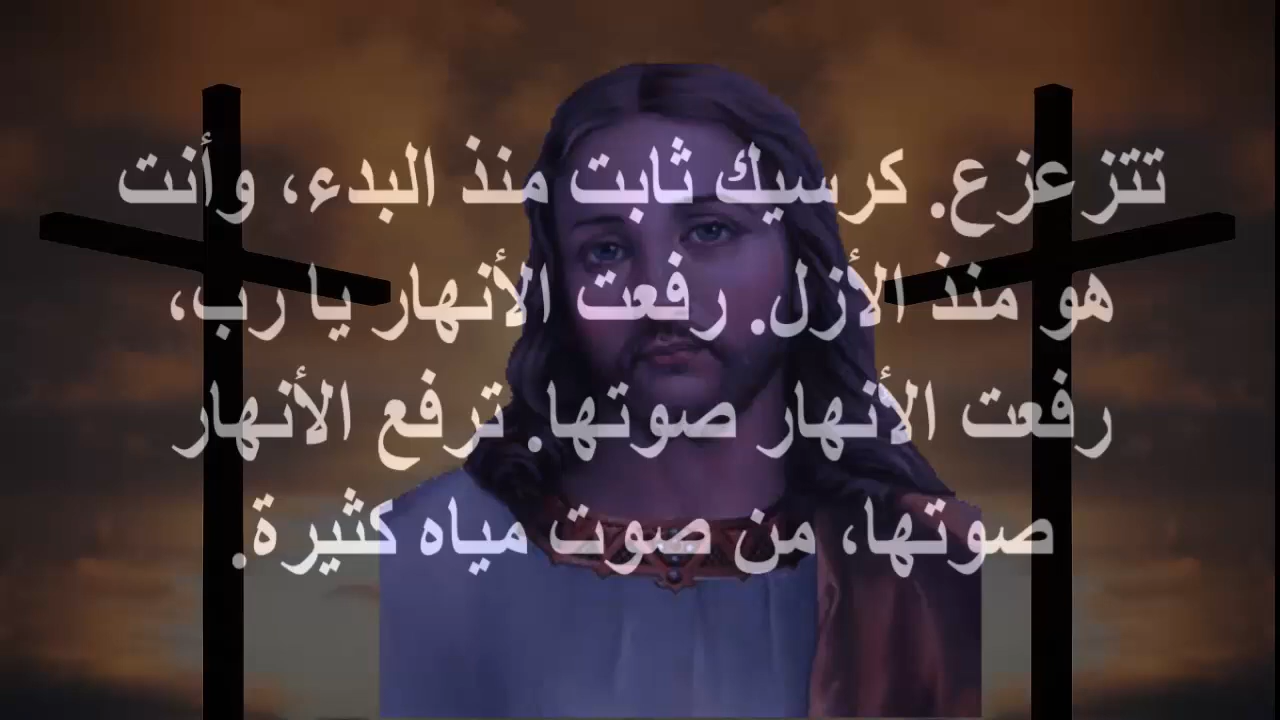 تتزعزع. كرسيك ثابت منذ البدء، وأنت
هو منذ الأزل. رفعت الأنهار يا رب،
رفعت الأنهار صوتها. ترفع الأنهار
صوتها، من صوت مياه كثيرة.